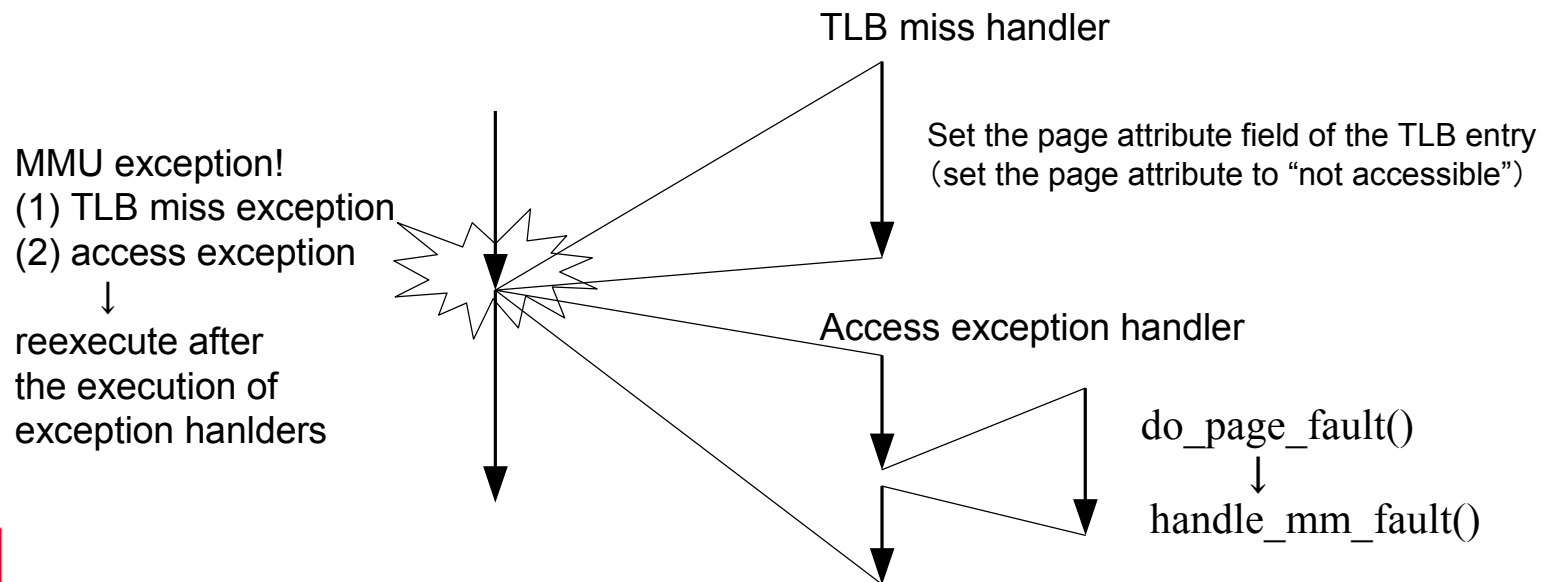 TLB miss handler
Set the page attribute field of the TLB entry
（set the page attribute to “not accessible”）
MMU exception!
(1) TLB miss exception
(2) access exception
↓
reexecute after
the execution of
exception hanlders
Access exception handler
do_page_fault()
↓
handle_mm_fault()